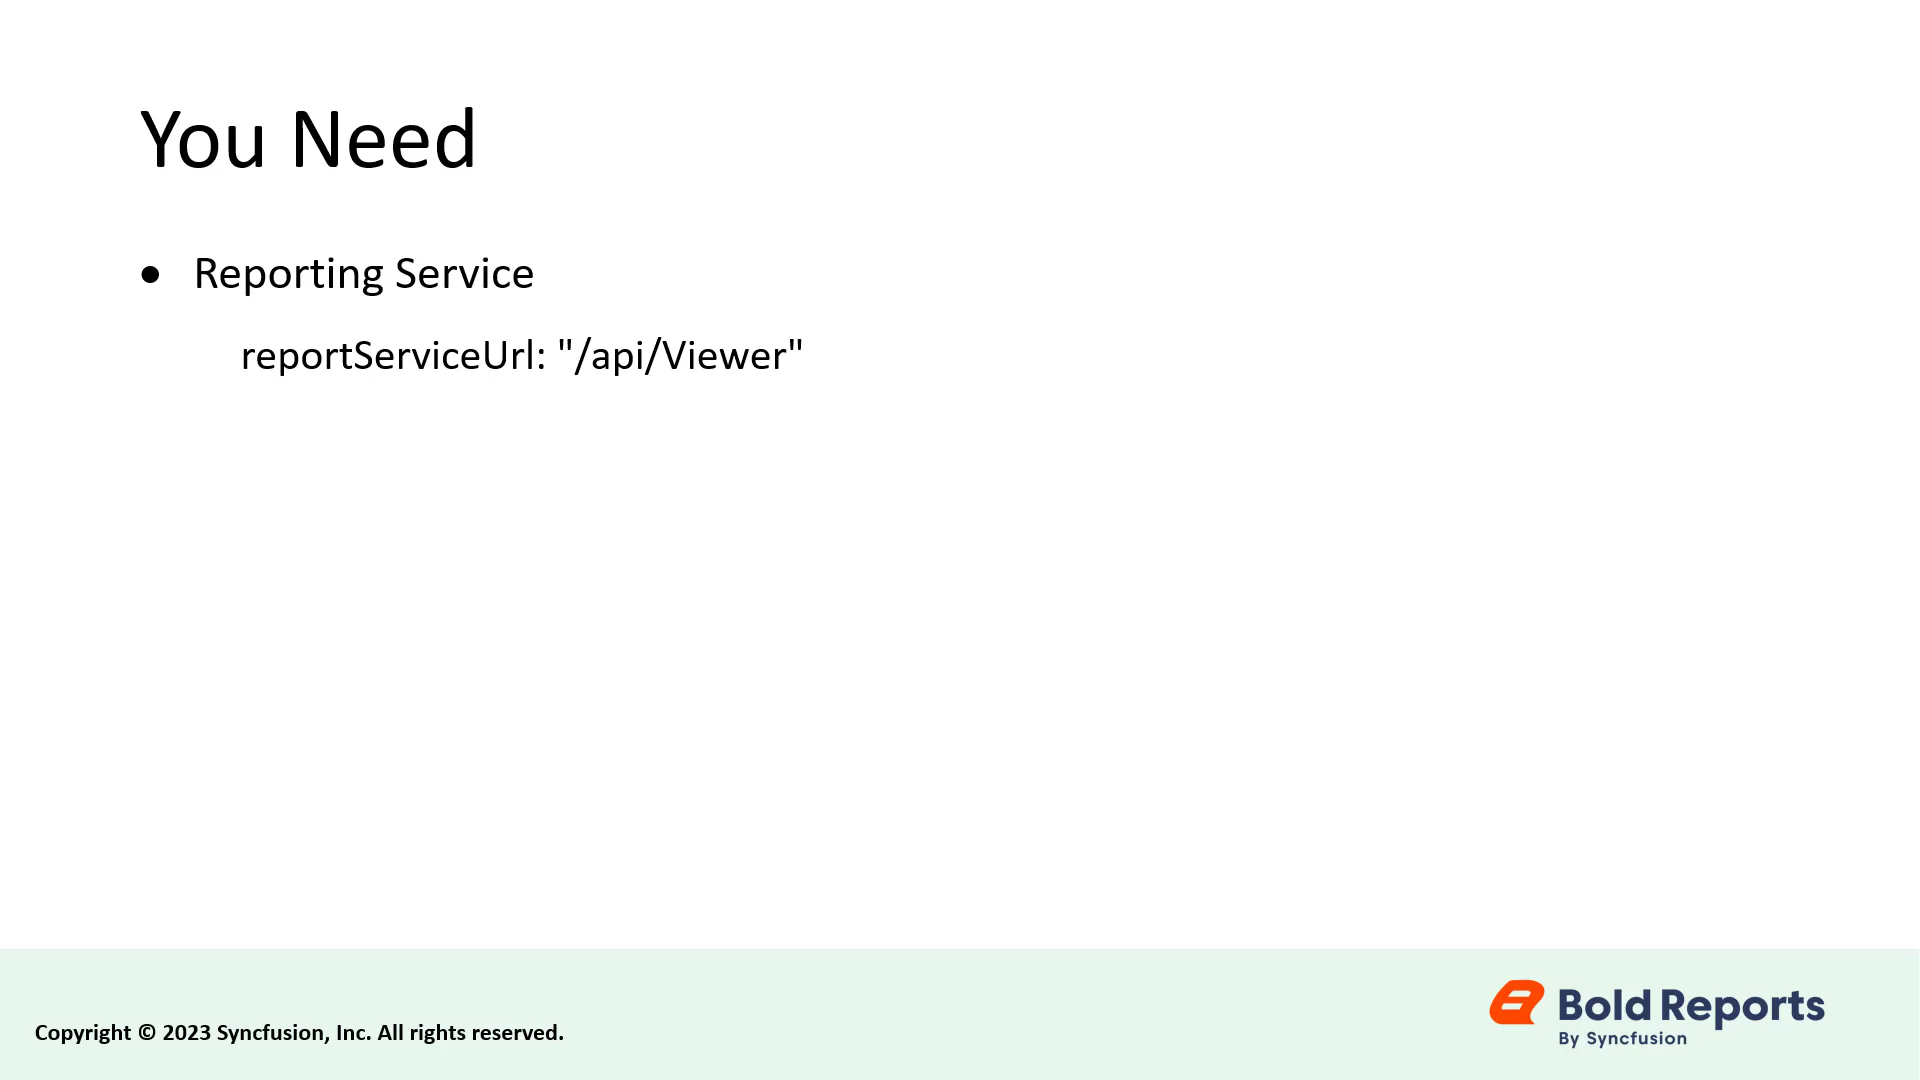 You Need
● Reporting Service
reportServiceUrl: "/api/Viewer"
Copyright © 2023 Syncfusion, Inc. All rights reserved.
Bold Reports
By Syncfusion